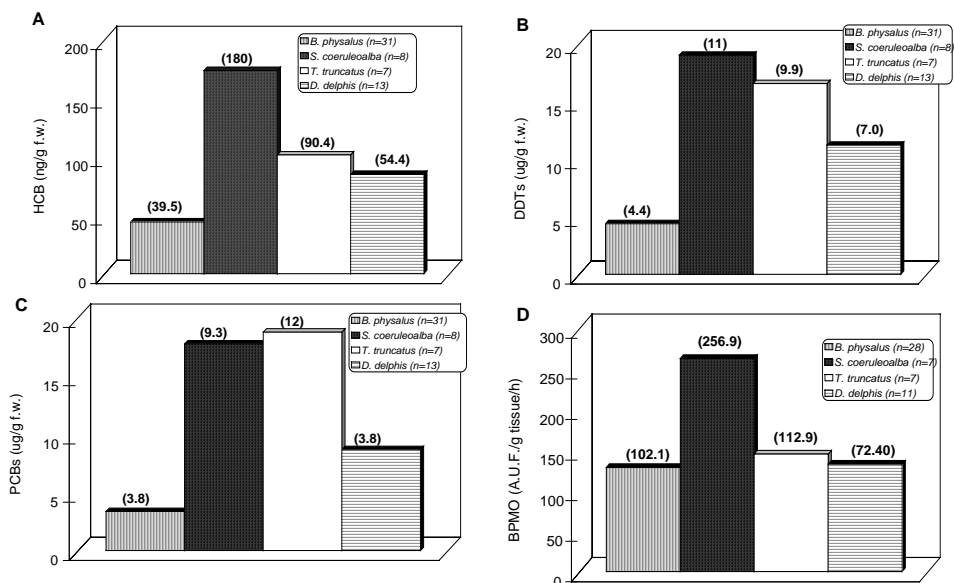 A
HCB (ng/g f.w.)
200
150
100
50
0
(39.5)
(180)
(90.4)
(54.4)
B. physalus (n=31)
S. coeruleoalba (n=8)
T. truncatus (n=7)
D. delphis (n=13)
B
DDTs (ug/g f.w.)
20
15
10
5
0
(4.4)
(11)
(9.9)
(7.0)
B. physalus (n=31)
S. coeruleoalba (n=8)
T. truncatus (n=7)
D. delphis (n=13)
C
PCBs (ug/g f.w.)
20
15
10
5
0
(3.8)
(9.3)
(12)
(3.8)
B. physalus (n=31)
S. coeruleoalba (n=8)
T. truncatus (n=7)
D. delphis (n=13)
D
BPMO (A.U.F./g tissue/h)
300
250
200
150
100
50
0
(102.1)
(256.9)
(112.9)
(72.40)
B. physalus (n=28)
S. coeruleoalba (n=7)
T. truncatus (n=7)
D. delphis (n=11)